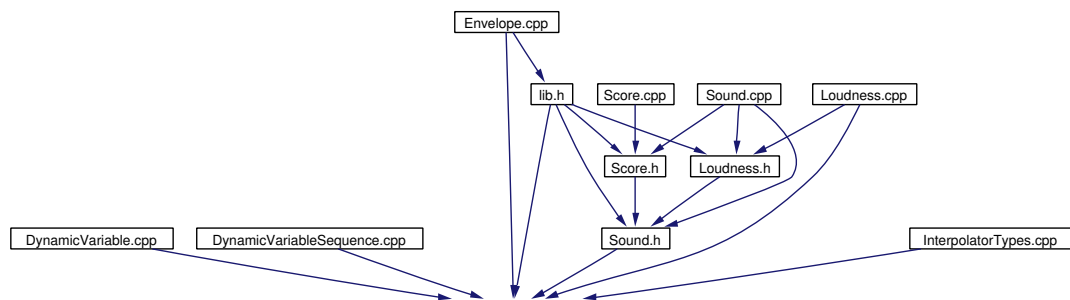 Envelope.cpp
lib.h
Score.cpp
Sound.cpp
Loudness.cpp
Score.h
Loudness.h
DynamicVariable.cpp
DynamicVariableSequence.cpp
Sound.h
InterpolatorTypes.cpp